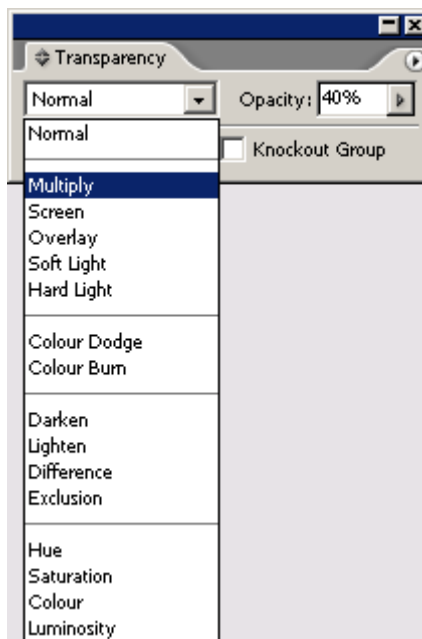 Transparency
Normal Opacity: 40%
Normal
Knockout Group
Multiply
Screen
Overlay
Soft Light
Hard Light
Colour Dodge
Colour Burn
Darken
Lighten
Difference
Exclusion
Hue
Saturation
Colour
Luminosity